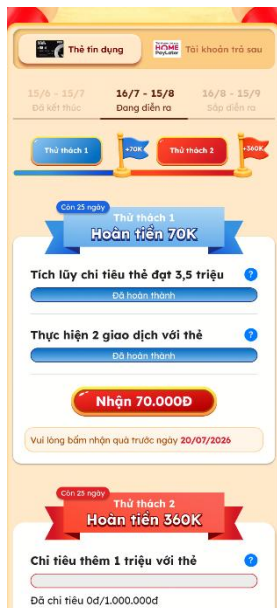 Thẻ tín dụng
HOME
PayLater
Tài khoản trả sau
15/6 - 15/7
Đã kết thúc
16/7 - 15/8
Đang diễn ra
16/8 - 15/9
Sắp diễn ra
Thử thách 1
+70K
Thử thách 2
+360K
Còn 25 ngày
Thử thách 1
Hoàn tiền 70K
Tích lũy chi tiêu thẻ đạt 3,5 triệu ?
Đã hoàn thành
Thực hiện 2 giao dịch với thẻ ?
Đã hoàn thành
Nhận 70.000Đ
Vui lòng bấm nhận quà trước ngày 20/07/2026
Còn 25 ngày
Thử thách 2
Hoàn tiền 360K
Chi tiêu thêm 1 triệu với thẻ ?
Đã chi tiêu 0đ/1.000.000đ